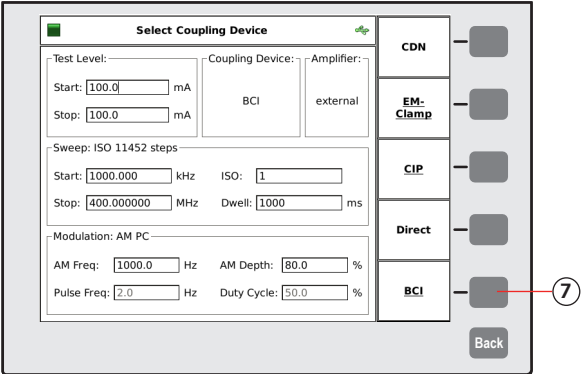 Select Coupling Device
Test Level:
Start: 100.0 mA
Stop: 100.0 mA
Coupling Device:
BCI
Amplifier:
external
Sweep: ISO 11452 steps
Start: 1000.000 kHz ISO: 1
Stop: 400.000000 MHz Dwell: 1000 ms
Modulation: AM PC
AM Freq: 1000.0 Hz AM Depth: 80.0 %
Pulse Freq: 2.0 Hz Duty Cycle: 50.0 %
CDN
EM-
Clamp
CIP
Direct
BCI
7
Back